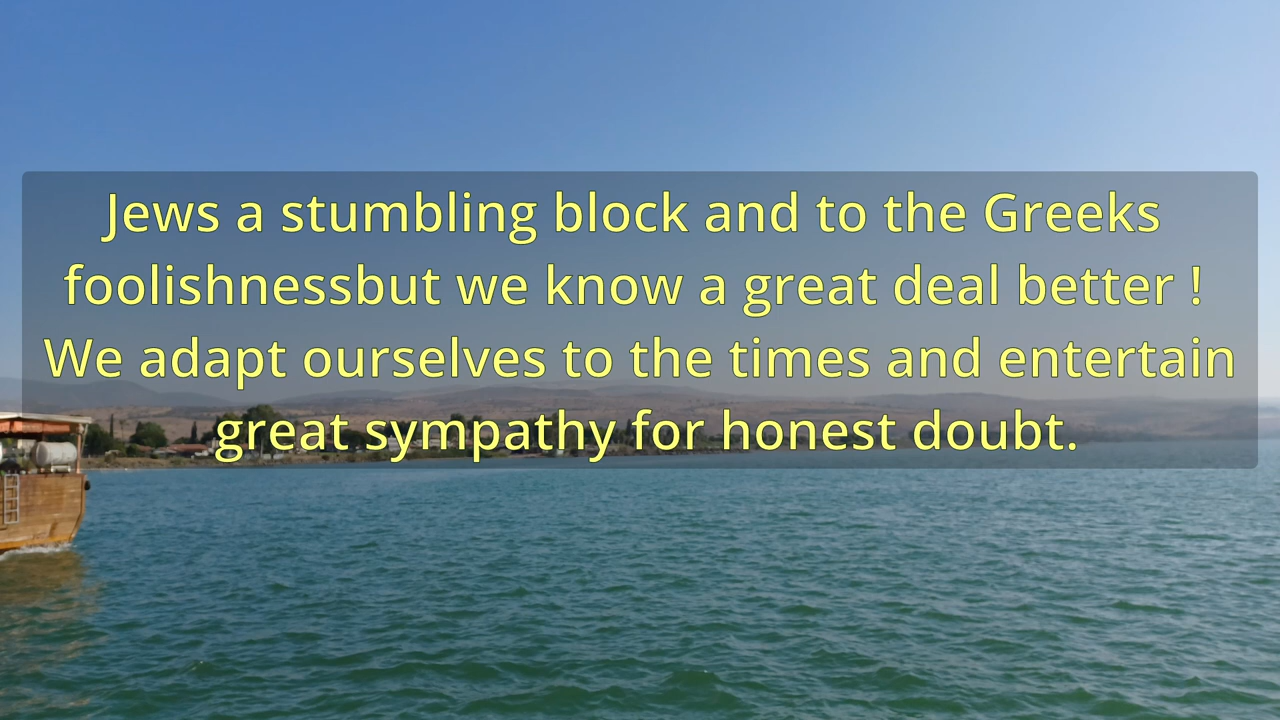 Jews a stumbling block and to the Greeks
foolishnessbut we know a great deal better !
We adapt ourselves to the times and entertain
great sympathy for honest doubt.